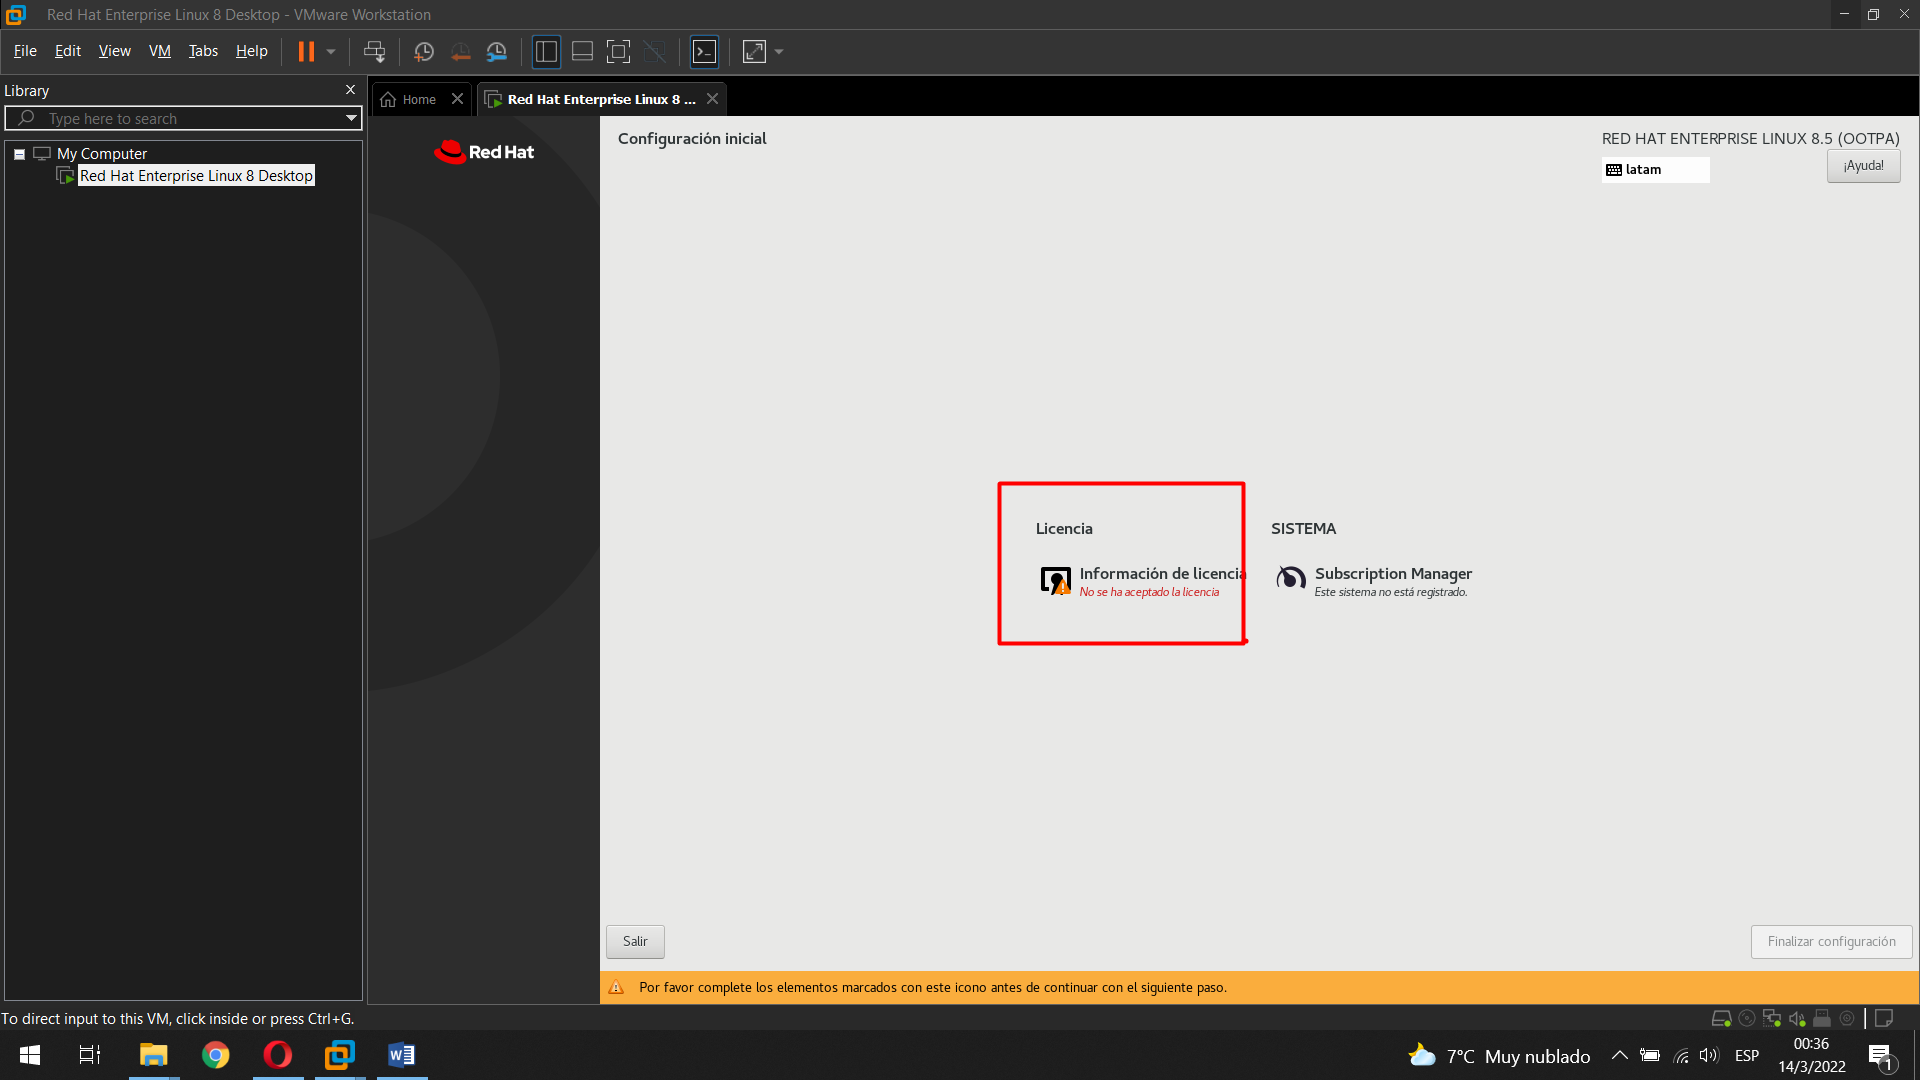 Red Hat Enterprise Linux 8 Desktop - VMware Workstation
File Edit View VM Tabs Help
Library
Type here to search
My Computer
Red Hat Enterprise Linux 8 Desktop
Home
Red Hat Enterprise Linux 8 ...
Red Hat
Configuración inicial
RED HAT ENTERPRISE LINUX 8.5 (OOTPA)
latam
¡Ayuda!
Licencia
Información de licencia
No se ha aceptado la licencia
SISTEMA
Subscription Manager
Este sistema no está registrado.
Salir
Finalizar configuración
Por favor complete los elementos marcados con este icono antes de continuar con el siguiente paso.
To direct input to this VM, click inside or press Ctrl+G.
7°C Muy nublado
ESP
00:36
14/3/2022
1